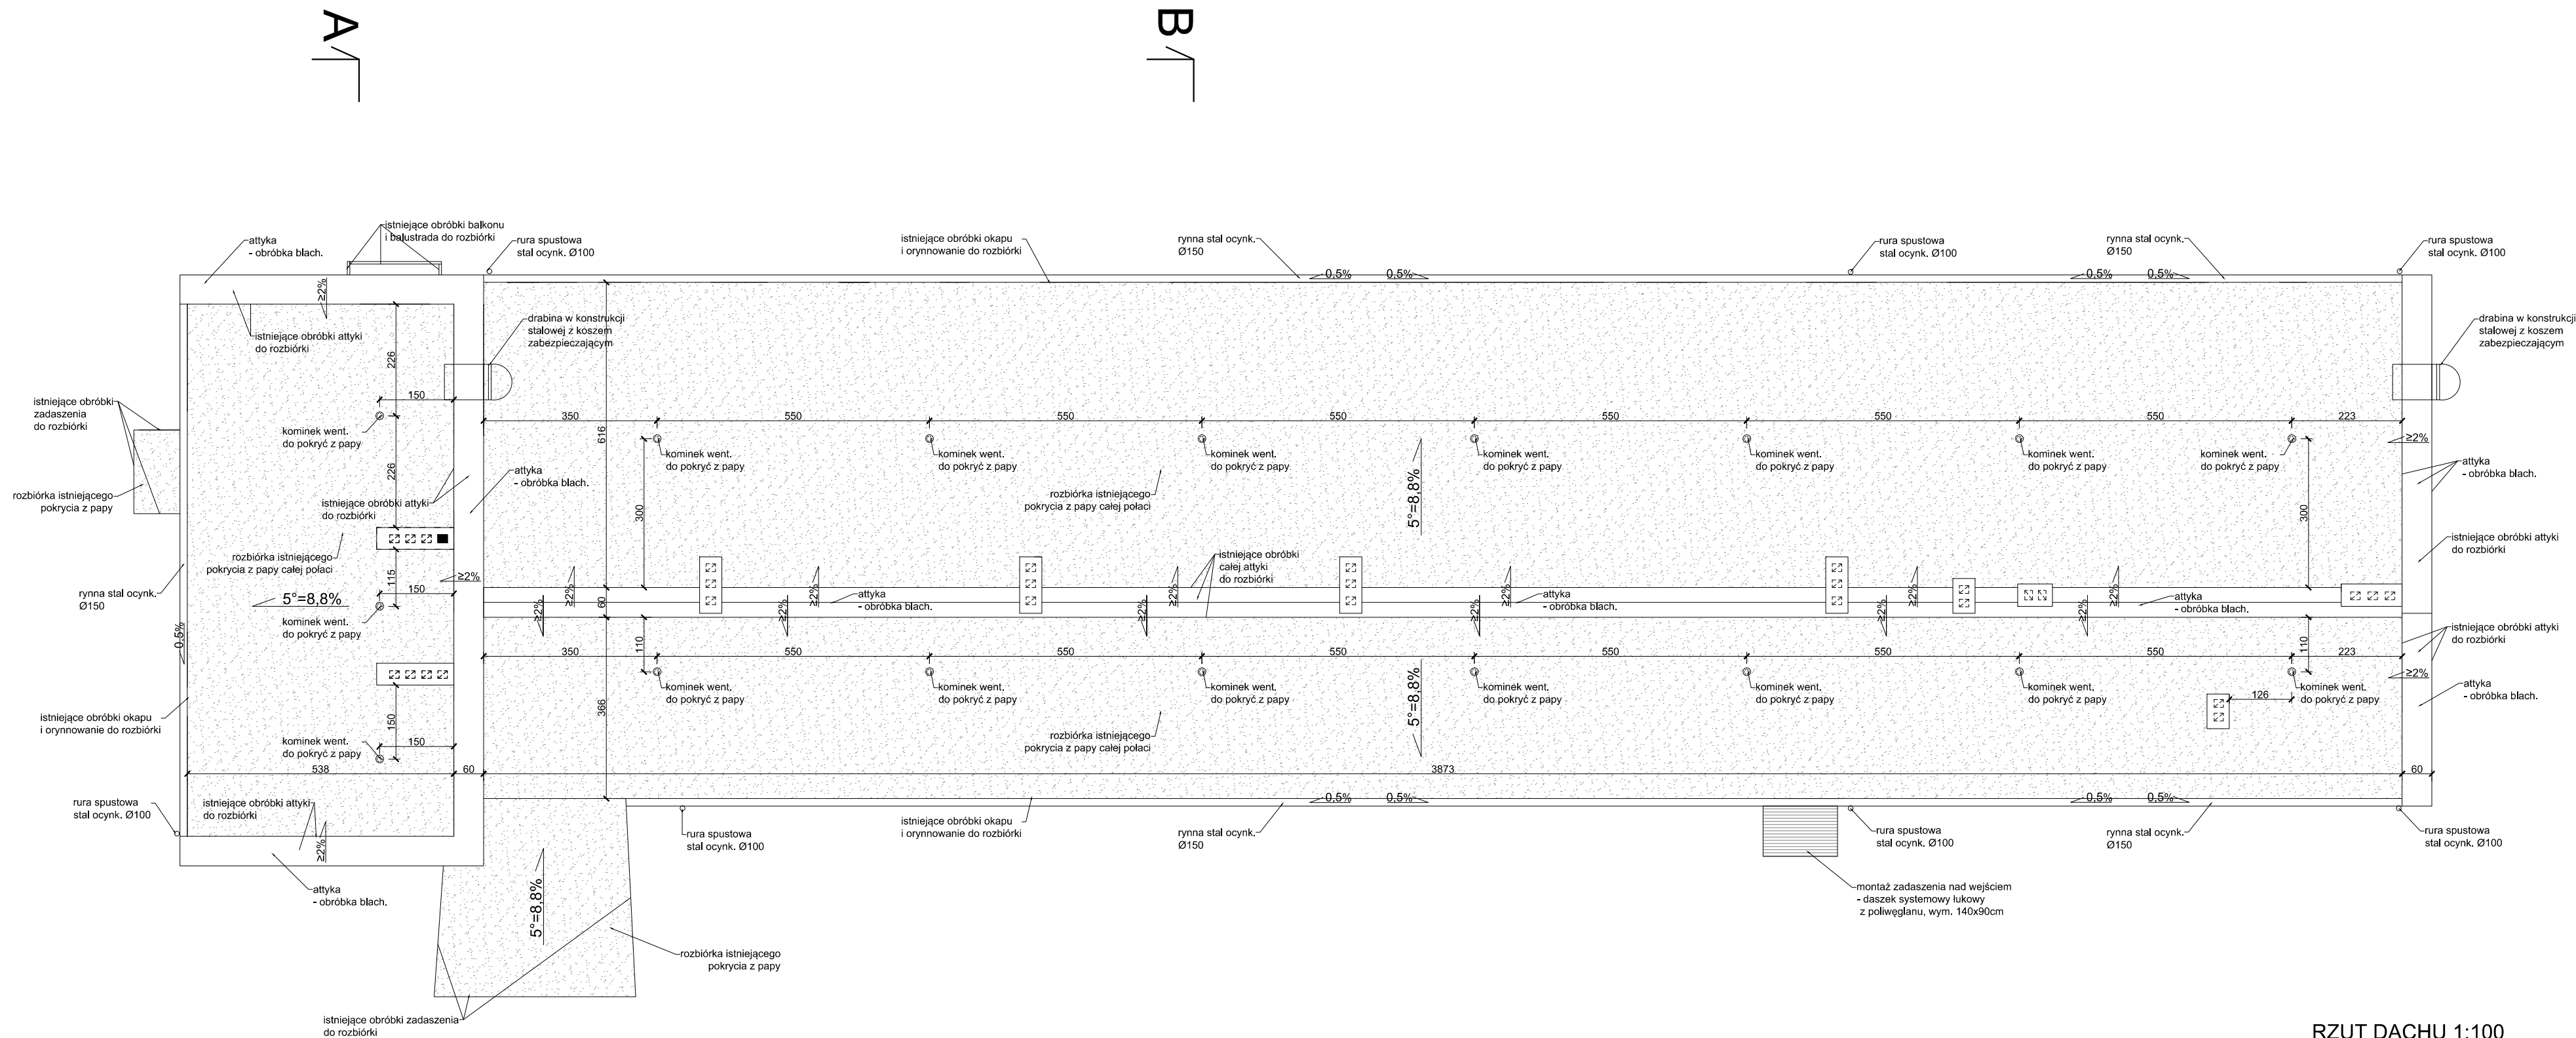 A
B
istniejące obróbki balkonu
i balustrada do rozbiórki
attyka
- obróbka blach.
rura spustowa
stal ocynk. Ø100
istniejące obróbki okapu
i orynnowanie do rozbiórki
rynna stal ocynk.
Ø150
rura spustowa
stal ocynk. Ø100
rynna stal ocynk.
Ø150
rura spustowa
stal ocynk. Ø100
0,5%
0,5%
0,5%
0,5%
≥2%
istniejące obróbki attyki
do rozbiórki
drabina w konstrukcji
stalowej z koszem
zabezpieczającym
drabina w konstrukcji
stalowej z koszem
zabezpieczającym
226
150
istniejące obróbki
zadaszenia
do rozbiórki
kominek went.
do pokryć z papy
350
550
550
550
550
550
550
223
616
kominek went.
do pokryć z papy
kominek went.
do pokryć z papy
kominek went.
do pokryć z papy
kominek went.
do pokryć z papy
kominek went.
do pokryć z papy
kominek went.
do pokryć z papy
kominek went.
do pokryć z papy
≥2%
attyka
- obróbka blach.
226
attyka
- obróbka blach.
rozbiórka istniejącego
pokrycia z papy
istniejące obróbki attyki
do rozbiórki
300
rozbiórka istniejącego
pokrycia z papy całej połaci
5°=8,8%
300
istniejące obróbki attyki
do rozbiórki
rozbiórka istniejącego
pokrycia z papy całej połaci
istniejące obróbki
całej attyki
do rozbiórki
115
≥2%
150
rynna stal ocynk.
Ø150
5°=8,8%
≥2%
≥2%
≥2%
≥2%
≥2%
≥2%
attyka
- obróbka blach.
attyka
- obróbka blach.
attyka
- obróbka blach.
60
≥2%
≥2%
≥2%
≥2%
≥2%
≥2%
kominek went.
do pokryć z papy
0,5%
istniejące obróbki attyki
do rozbiórki
110
110
350
550
550
550
550
550
550
223
≥2%
kominek went.
do pokryć z papy
kominek went.
do pokryć z papy
kominek went.
do pokryć z papy
kominek went.
do pokryć z papy
kominek went.
do pokryć z papy
kominek went.
do pokryć z papy
kominek went.
do pokryć z papy
126
attyka
- obróbka blach.
366
5°=8,8%
istniejące obróbki okapu
i orynnowanie do rozbiórki
150
kominek went.
do pokryć z papy
150
rozbiórka istniejącego
pokrycia z papy całej połaci
538
60
3873
60
rura spustowa
stal ocynk. Ø100
istniejące obróbki attyki
do rozbiórki
≥2%
0,5%
0,5%
0,5%
0,5%
rura spustowa
stal ocynk. Ø100
istniejące obróbki okapu
i orynnowanie do rozbiórki
rynna stal ocynk.
Ø150
rura spustowa
stal ocynk. Ø100
rynna stal ocynk.
Ø150
rura spustowa
stal ocynk. Ø100
attyka
- obróbka blach.
5°=8,8%
montaż zadaszenia nad wejściem
- daszek systemowy łukowy
z poliwęglanu, wym. 140x90cm
rozbiórka istniejącego
pokrycia z papy
istniejące obróbki zadaszenia
do rozbiórki
RZUT DACHU 1:100